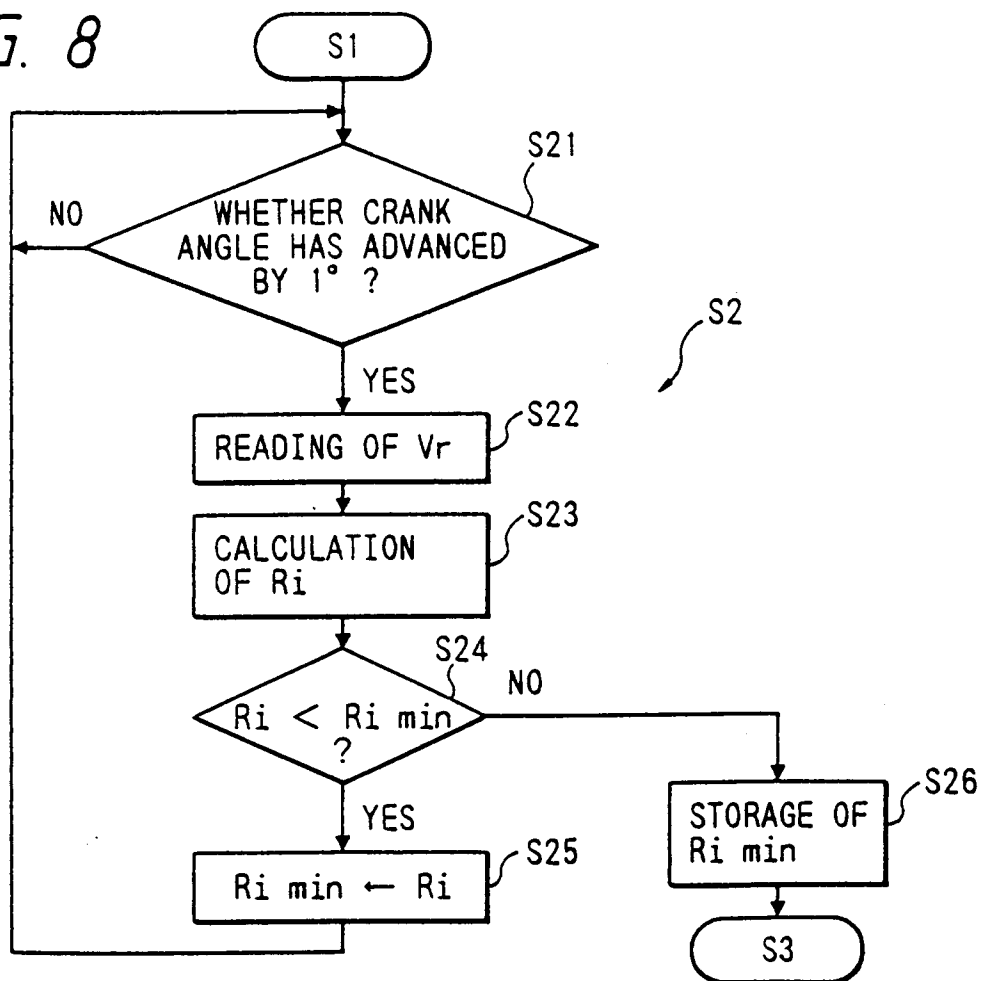 G. 8
S1
S21
NO
WHETHER CRANK
ANGLE HAS ADVANCED
BY 1° ?
S2
YES
S22
READING OF Vr
S23
CALCULATION
OF Ri
S24
NO
Ri < Ri min
?
YES
S26
STORAGE OF
Ri min
S25
Ri min ← Ri
S3